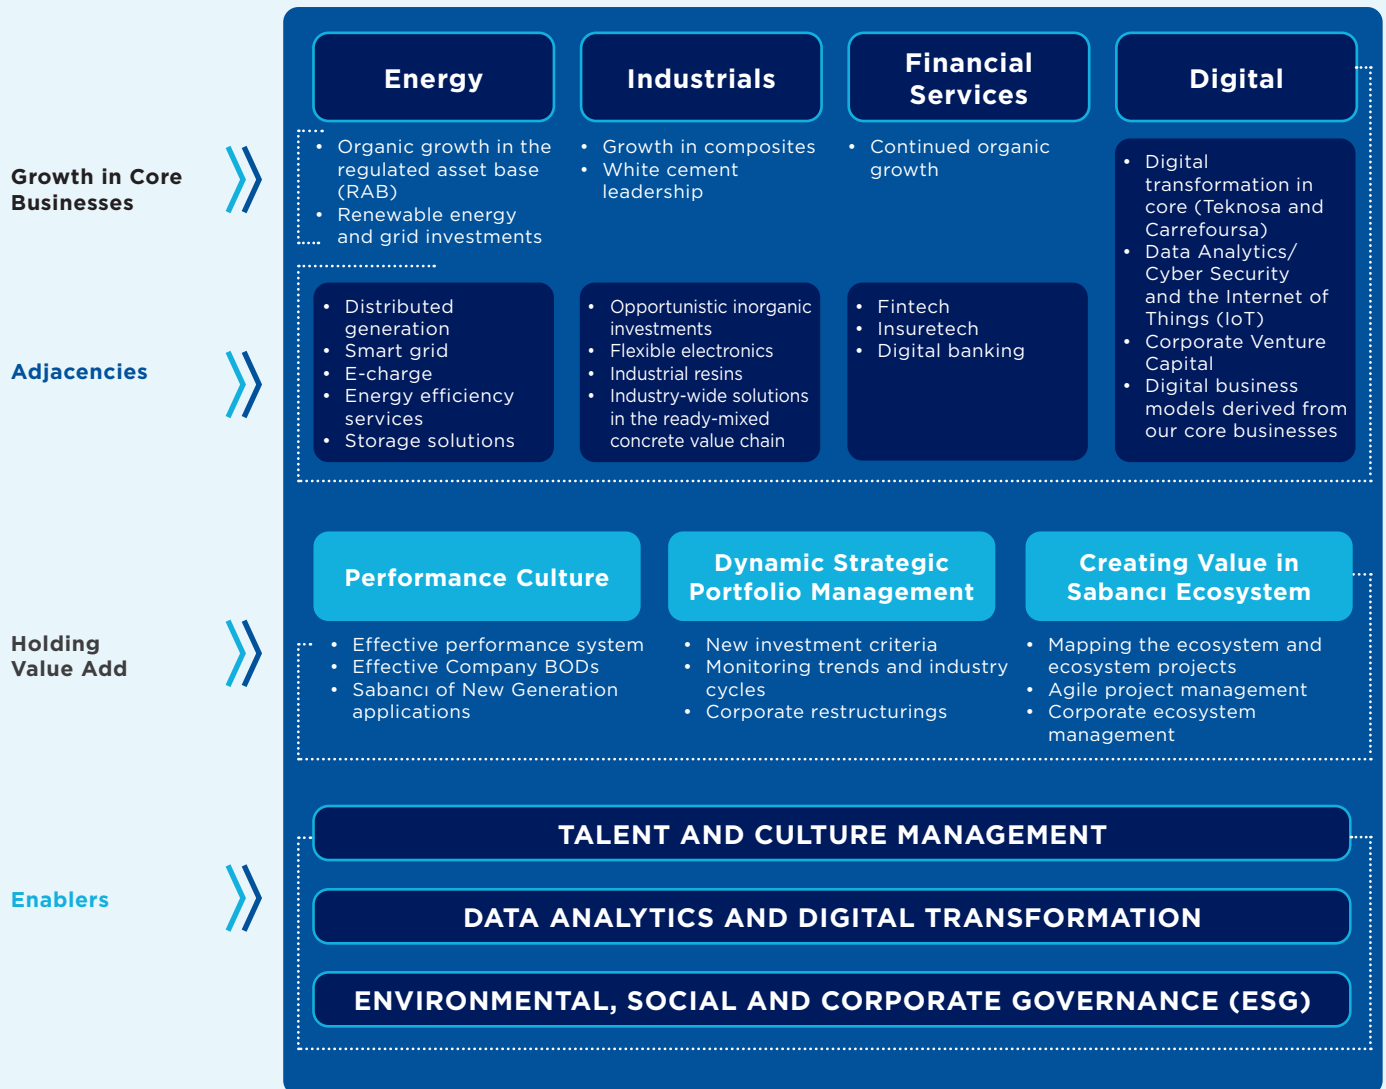 Energy
Industrials
Financial
Services
Digital
Growth in Core
Businesses
• Organic growth in the
regulated asset base
(RAB)
• Renewable energy
and grid investments
• Growth in composites
• White cement
leadership
• Continued organic
growth
• Digital
transformation in
core (Teknosa and
Carrefoursa)
• Data Analytics/
Cyber Security
and the Internet of
Things (IoT)
• Corporate Venture
Capital
• Digital business
models derived from
our core businesses
Adjacencies
• Distributed
generation
• Smart grid
• E-charge
• Energy efficiency
services
• Storage solutions
• Opportunistic inorganic
investments
• Flexible electronics
• Industrial resins
• Industry-wide solutions
in the ready-mixed
concrete value chain
• Fintech
• Insuretech
• Digital banking
Holding
Value Add
Performance Culture
• Effective performance system
• Effective Company BODs
• Sabancı of New Generation
applications
Dynamic Strategic
Portfolio Management
• New investment criteria
• Monitoring trends and industry
cycles
• Corporate restructurings
Creating Value in
Sabancı Ecosystem
• Mapping the ecosystem and
ecosystem projects
• Agile project management
• Corporate ecosystem
management
Enablers
TALENT AND CULTURE MANAGEMENT
DATA ANALYTICS AND DIGITAL TRANSFORMATION
ENVIRONMENTAL, SOCIAL AND CORPORATE GOVERNANCE (ESG)